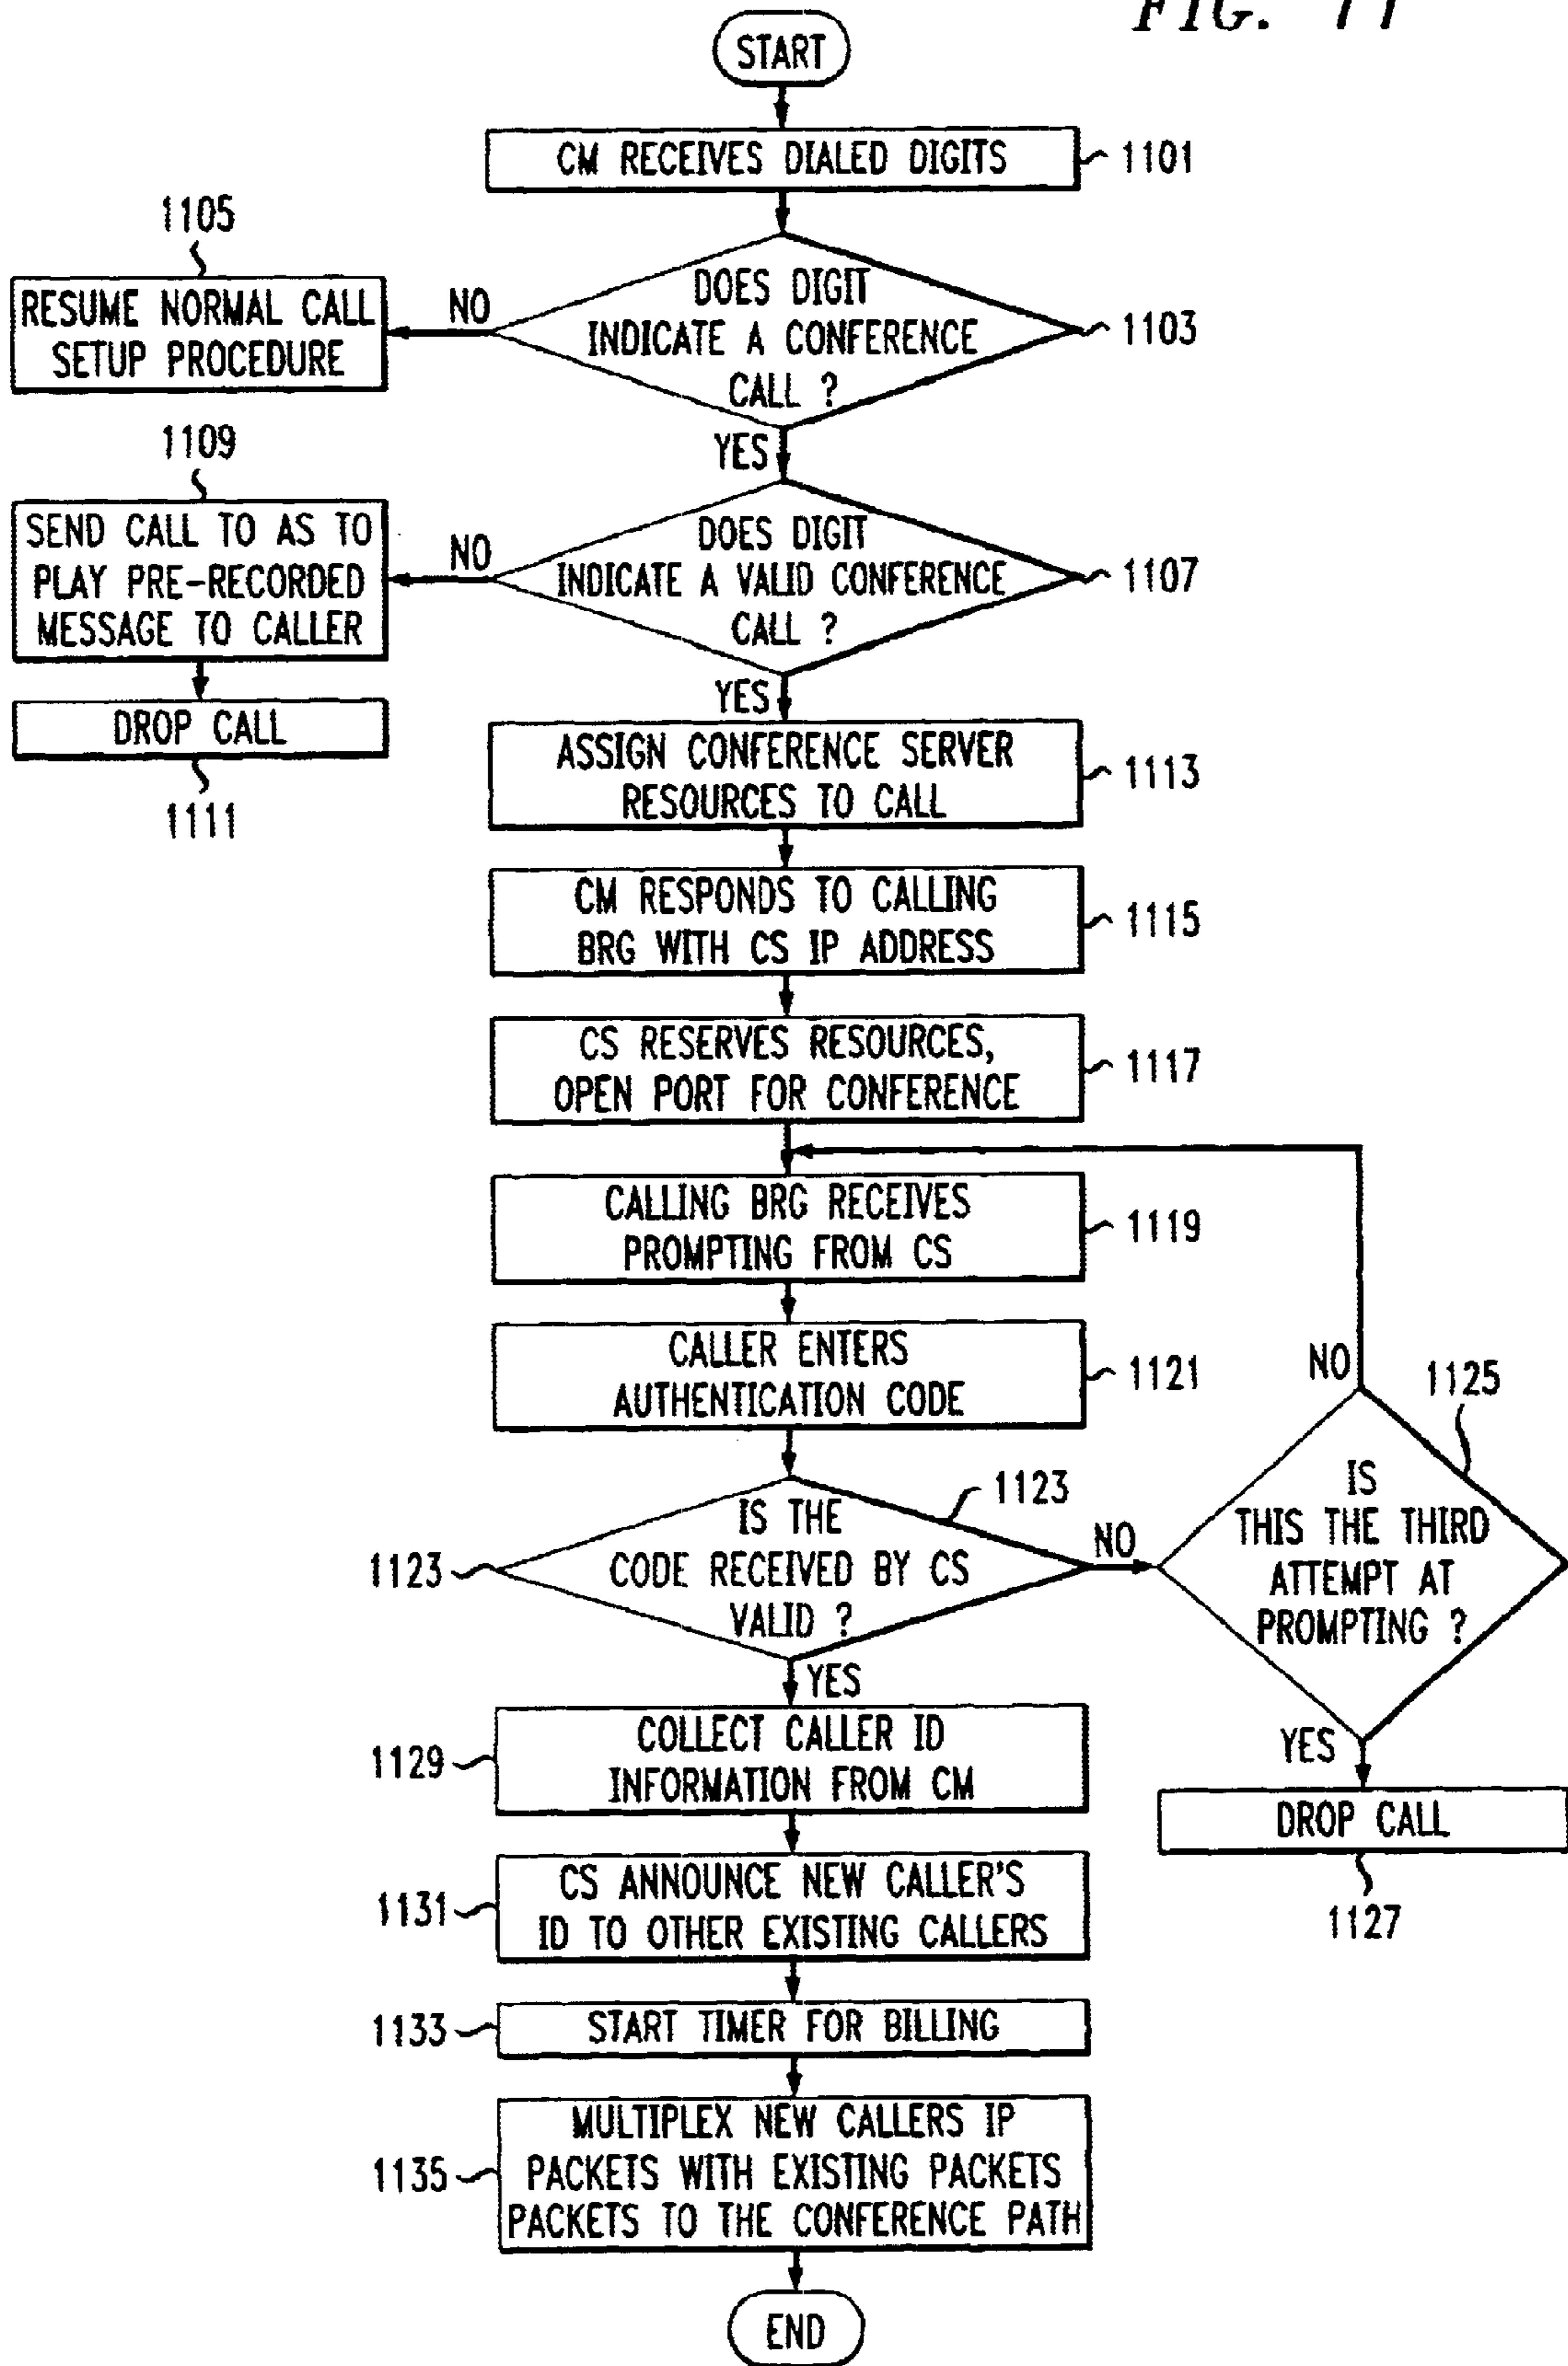 FIG. 11
START
CM RECEIVES DIALED DIGITS
1101
1105
RESUME NORMAL CALL
SETUP PROCEDURE
NO
DOES DIGIT
INDICATE A CONFERENCE
CALL ?
1103
YES
1109
SEND CALL TO AS TO
PLAY PRE-RECORDED
MESSAGE TO CALLER
NO
DOES DIGIT
INDICATE A VALID CONFERENCE
CALL ?
1107
YES
DROP CALL
1111
ASSIGN CONFERENCE SERVER
RESOURCES TO CALL
1113
CM RESPONDS TO CALLING
BRG WITH CS IP ADDRESS
1115
CS RESERVES RESOURCES,
OPEN PORT FOR CONFERENCE
1117
CALLING BRG RECEIVES
PROMPTING FROM CS
1119
CALLER ENTERS
AUTHENTICATION CODE
1121
NO
1125
IS
THIS THE THIRD
ATTEMPT AT
PROMPTING ?
1123
1123
IS THE
CODE RECEIVED BY CS
VALID ?
NO
YES
YES
DROP CALL
1127
1129
COLLECT CALLER ID
INFORMATION FROM CM
1131
CS ANNOUNCE NEW CALLER'S
ID TO OTHER EXISTING CALLERS
1133
START TIMER FOR BILLING
1135
MULTIPLEX NEW CALLERS IP
PACKETS WITH EXISTING PACKETS
PACKETS TO THE CONFERENCE PATH
END